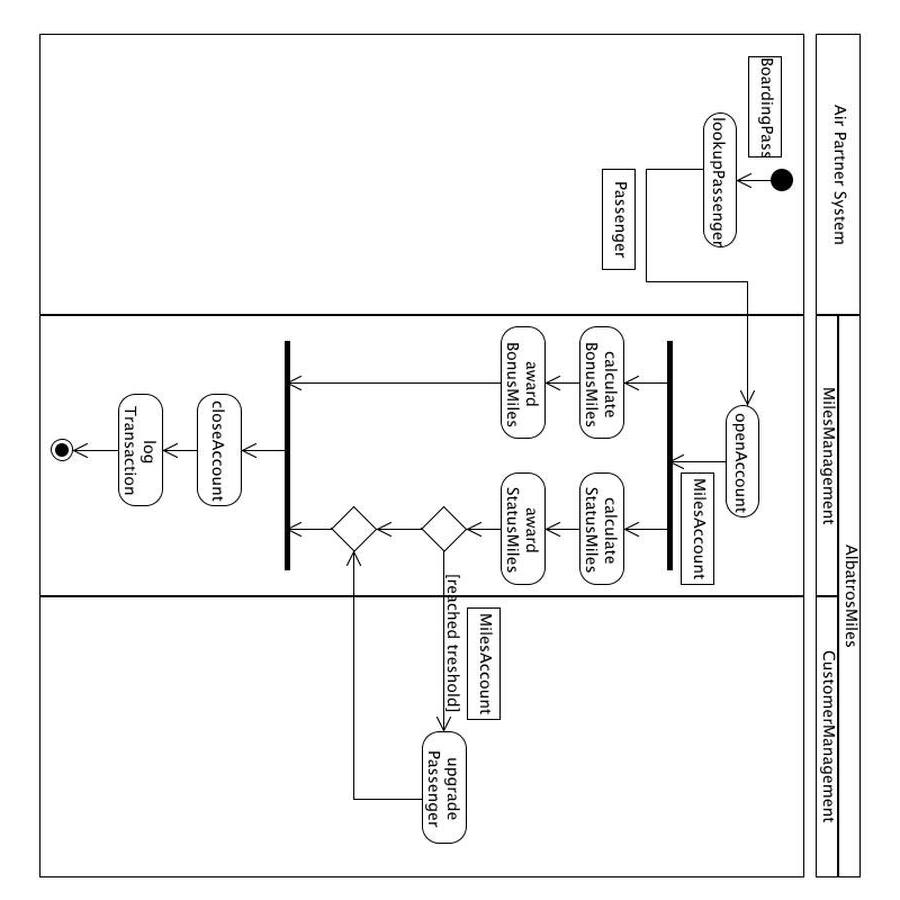 Air Partner System
AlbatrosMiles
MilesManagement
CustomerManagement
BoardingPass
lookupPassenger
Passenger
openAccount
MilesAccount
calculate
BonusMiles
calculate
StatusMiles
award
BonusMiles
award
StatusMiles
MilesAccount
[reached treshold]
upgrade
Passenger
closeAccount
log
Transaction